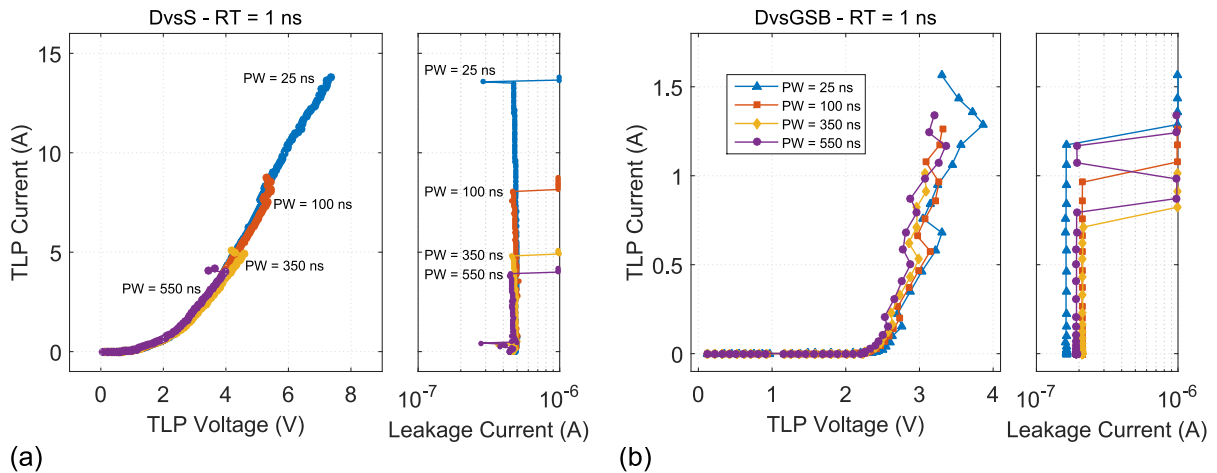 DvsS - RT = 1 ns
TLP Current (A)
15
10
5
0
PW = 25 ns
PW = 100 ns
PW = 350 ns
PW = 550 ns
0 2 4 6 8
TLP Voltage (V)
PW = 25 ns
PW = 100 ns
PW = 350 ns
PW = 550 ns
10-7 10-6
Leakage Current (A)
(a)
DvsGSB - RT = 1 ns
TLP Current (A)
1.5
1
0.5
0
PW = 25 ns
PW = 100 ns
PW = 350 ns
PW = 550 ns
0 1 2 3 4
TLP Voltage (V)
10-7 10-6
Leakage Current (A)
(b)